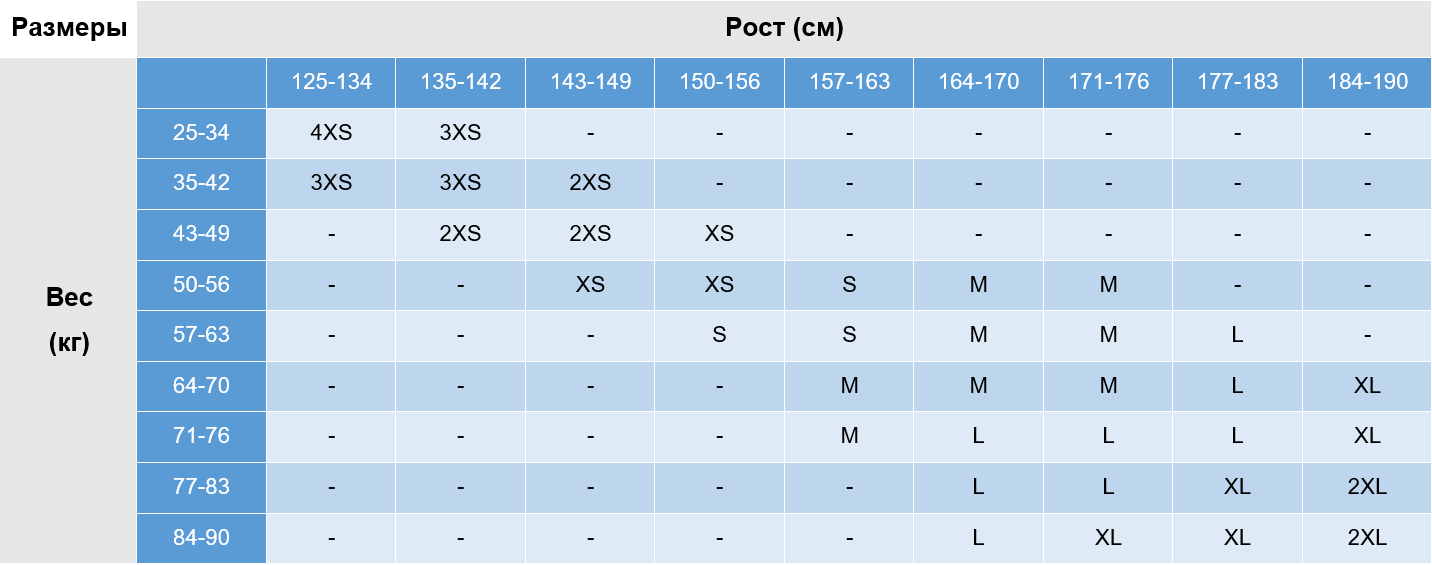 Размеры Рост (см)
125-134 135-142 143-149 150-156 157-163 164-170 171-176 177-183 184-190
25-34 4XS 3XS - - - - - - -
35-42 3XS 3XS 2XS - - - - - -
43-49 - 2XS 2XS XS - - - - -
Вес
50-56 - - XS XS S M M - -
(кг)
57-63 - - - S S M M L -
64-70 - - - - M M M L XL
71-76 - - - - M L L L XL
77-83 - - - - - L L XL 2XL
84-90 - - - - - L XL XL 2XL